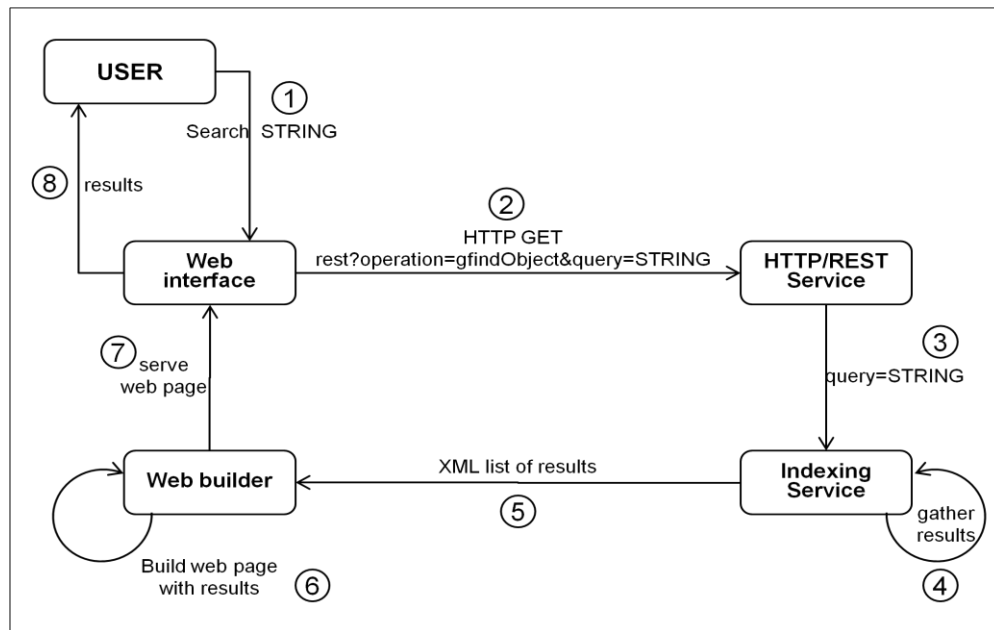 USER
1
Search STRING
8
results
2
HTTP GET
rest?operation=gfindObject&query=STRING
Web
interface
HTTP/REST
Service
7
serve
web page
3
query=STRING
Web builder
XML list of results
5
Indexing
Service
gather
results
4
Build web page
with results
6